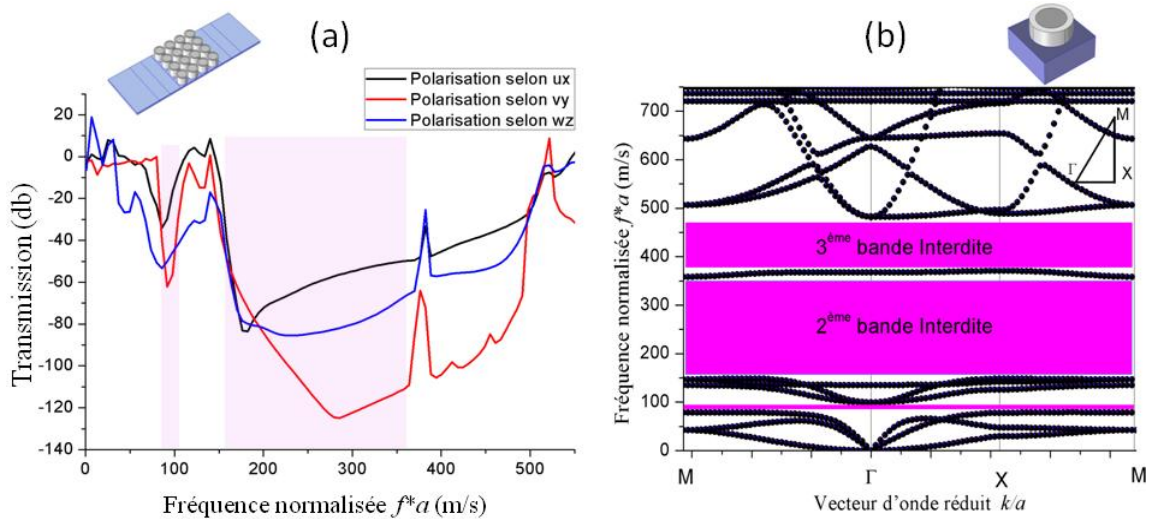 (a)
Polarisation selon ux
Polarisation selon vy
Polarisation selon wz
20
0
-20
-40
-60
-80
-100
-120
-140
Transmission (db)
0
100
200
300
400
500
Fréquence normalisée f*a (m/s)
(b)
700
600
500
400
300
200
100
0
Fréquence normalisée f*a (m/s)
M
Γ
X
3ème bande Interdite
2ème bande Interdite
M
Γ
X
M
Vecteur d'onde réduit k/a